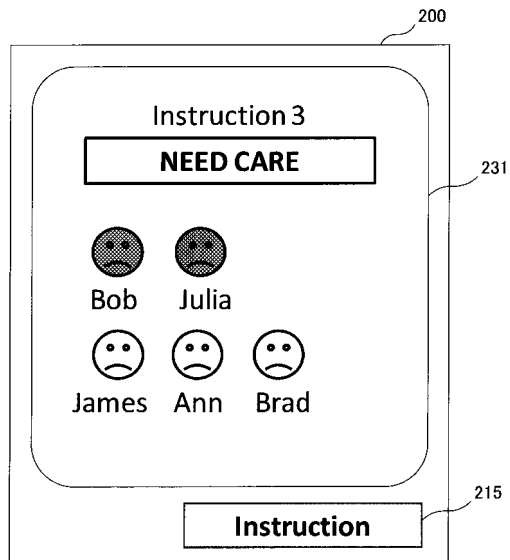 200
Instruction 3
NEED CARE
231
Bob Julia
James Ann Brad
215
Instruction